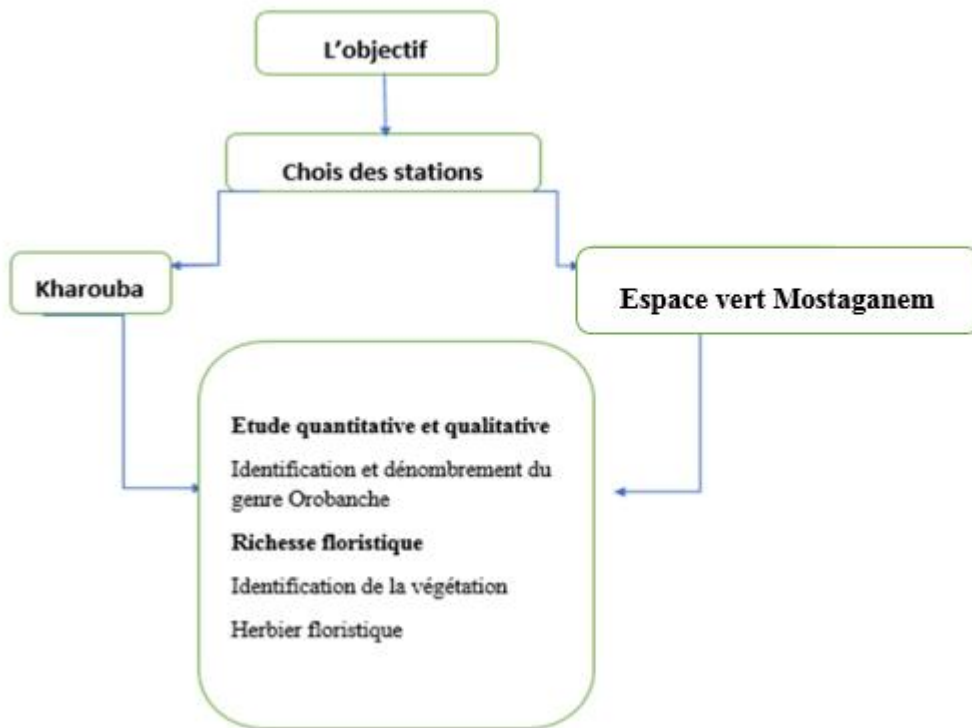 L'objectif
Chois des stations
Kharouba
Espace vert Mostaganem
Etude quantitative et qualitative
Identification et dénombrement du
genre Orobanche
Richesse floristique
Identification de la végétation
Herbier floristique